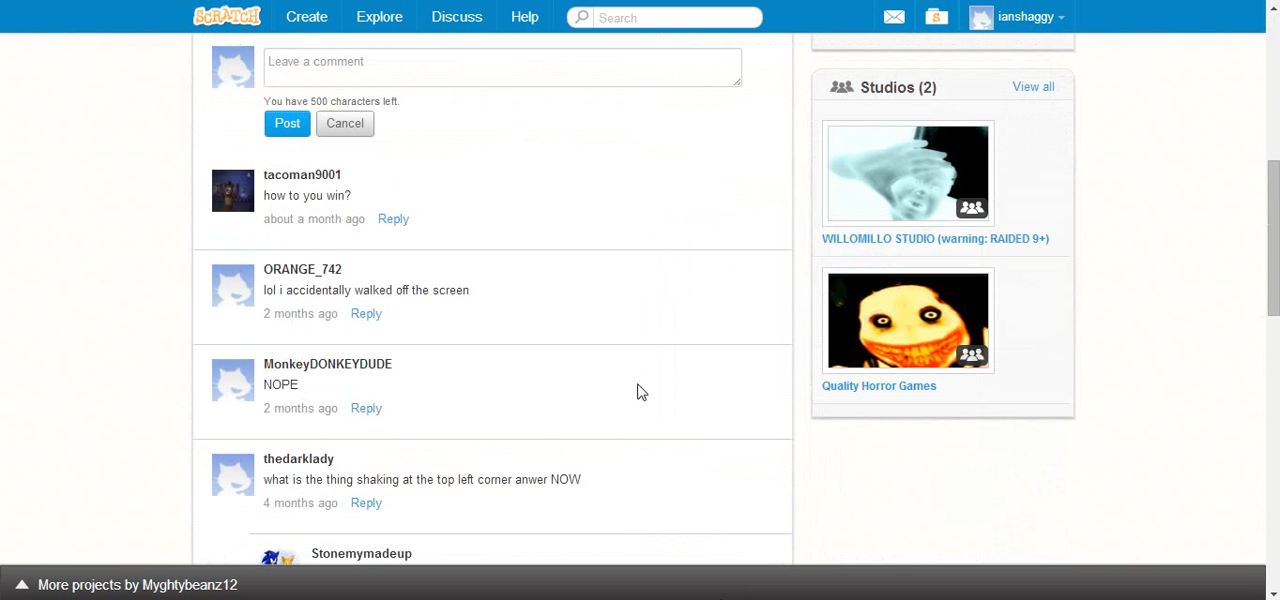 SCRATCH Create Explore Discuss Help Search S ianshaggy
Leave a comment
You have 500 characters left.
Post Cancel
tacoman9001
how to you win?
about a month ago Reply
ORANGE_742
lol i accidentally walked off the screen
2 months ago Reply
MonkeyDONKEYDUDE
NOPE
2 months ago Reply
thedarklady
what is the thing shaking at the top left corner anwer NOW
4 months ago Reply
Stonemymadeup
Studios (2) View all
WILLOMILLO STUDIO (warning: RAIDED 9+)
Quality Horror Games
More projects by Myghtybeanz12